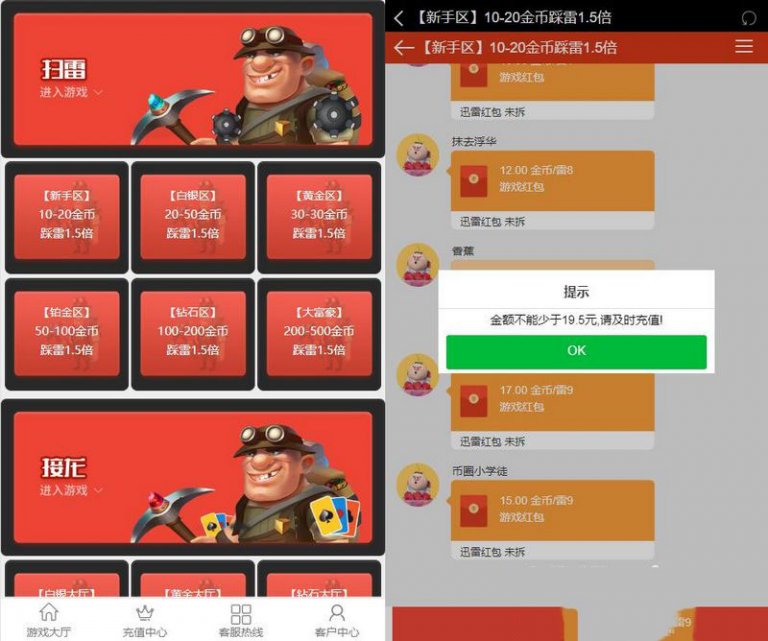 扫雷
进入游戏
【新手区】
10-20金币
踩雷1.5倍
【白银区】
20-50金币
踩雷1.5倍
【黄金区】
30-30金币
踩雷1.5倍
【铂金区】
50-100金币
踩雷1.5倍
【钻石区】
100-200金币
踩雷1.5倍
【大富豪】
200-500金币
踩雷1.5倍
接龙
进入游戏
【白银大厅】
【黄金大厅】
【钻石大厅】
游戏大厅
充值中心
客服热线
客户中心
【新手区】10-20金币踩雷1.5倍
【新手区】10-20金币踩雷1.5倍
游戏红包
迅雷红包 未拆
抹去浮华
12.00 金币/雷8
游戏红包
迅雷红包 未拆
香蕉
提示
金额不能少于19.5元,请及时充值!
OK
17.00 金币/雷9
游戏红包
迅雷红包 未拆
币圈小学徒
15.00 金币/雷9
游戏红包
迅雷红包 未拆